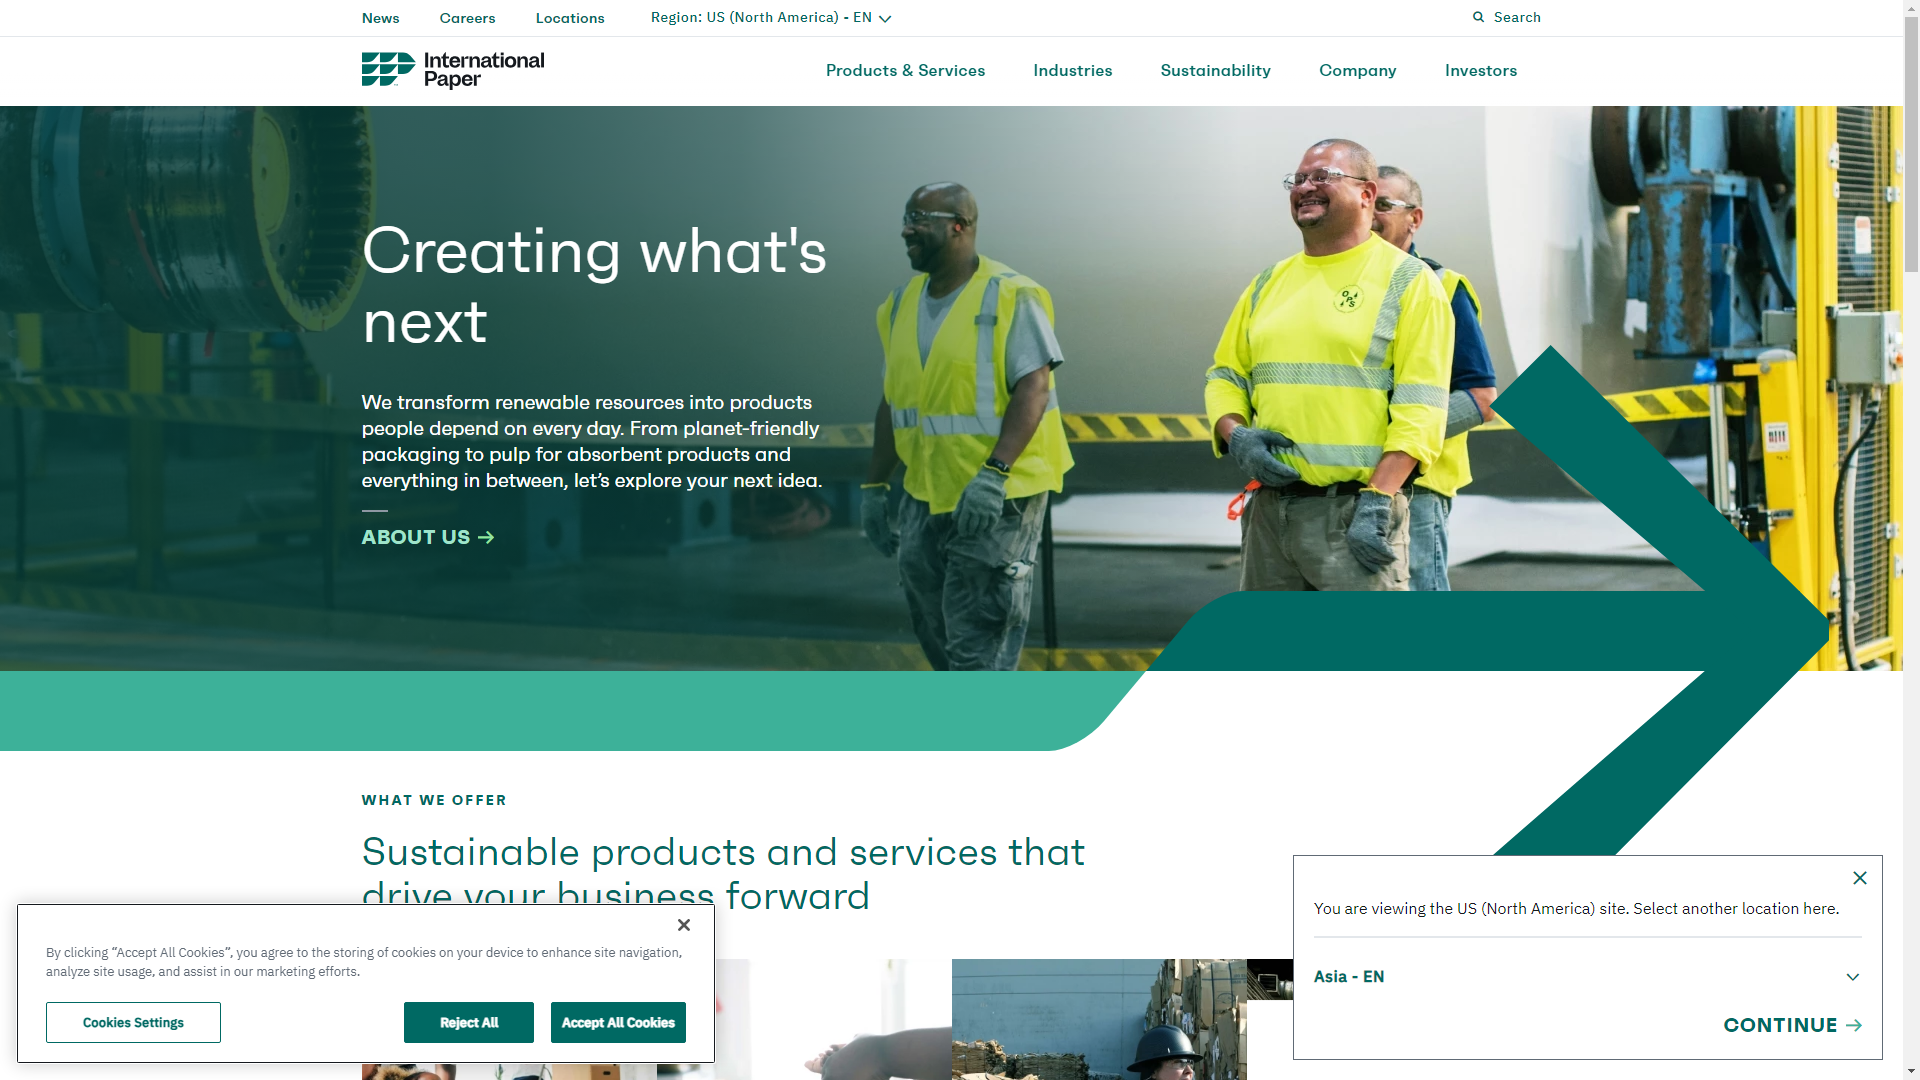 News
Careers
Locations
Region: US (North America) - EN
Search
International
Paper
Products & Services
Industries
Sustainability
Company
Investors
Creating what's
next
We transform renewable resources into products
people depend on every day. From planet-friendly
packaging to pulp for absorbent products and
everything in between, let’s explore your next idea.
ABOUT US
OPS
WHAT WE OFFER
Sustainable products and services that
drive your business forward
By clicking “Accept All Cookies”, you agree to the storing of cookies on your device to enhance site navigation,
analyze site usage, and assist in our marketing efforts.
Cookies Settings
Reject All
Accept All Cookies
You are viewing the US (North America) site. Select another location here.
Asia - EN
CONTINUE